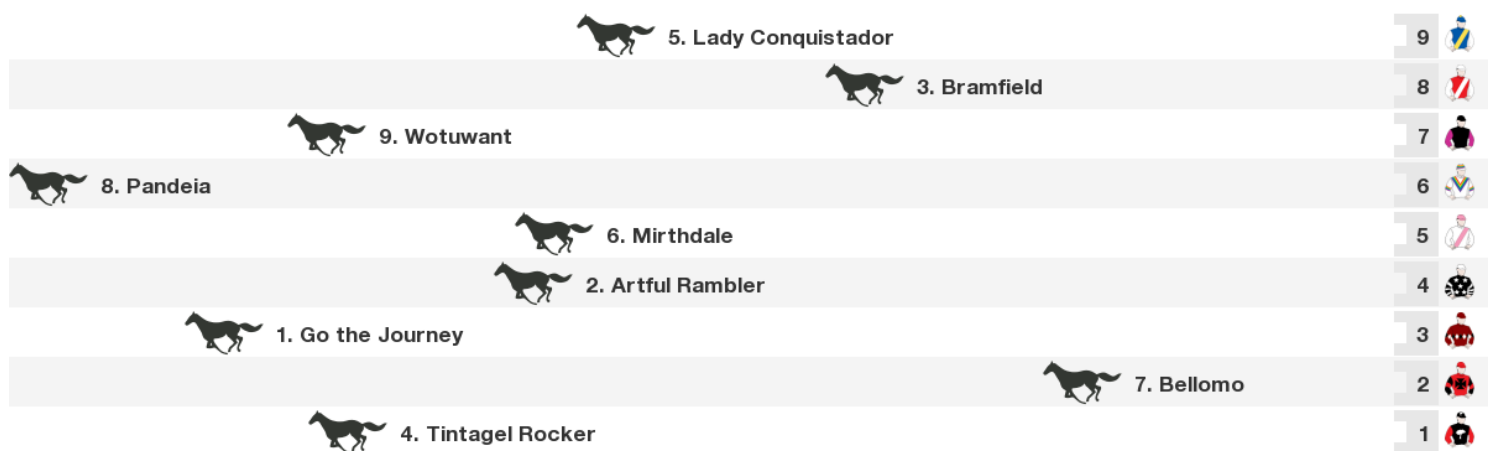 5. Lady Conquistador 9
3. Bramfield 8
9. Wotuwant 7
8. Pandeia 6
6. Mirthdale 5
2. Artful Rambler 4
1. Go the Journey 3
7. Bellomo 2
4. Tintagel Rocker 1